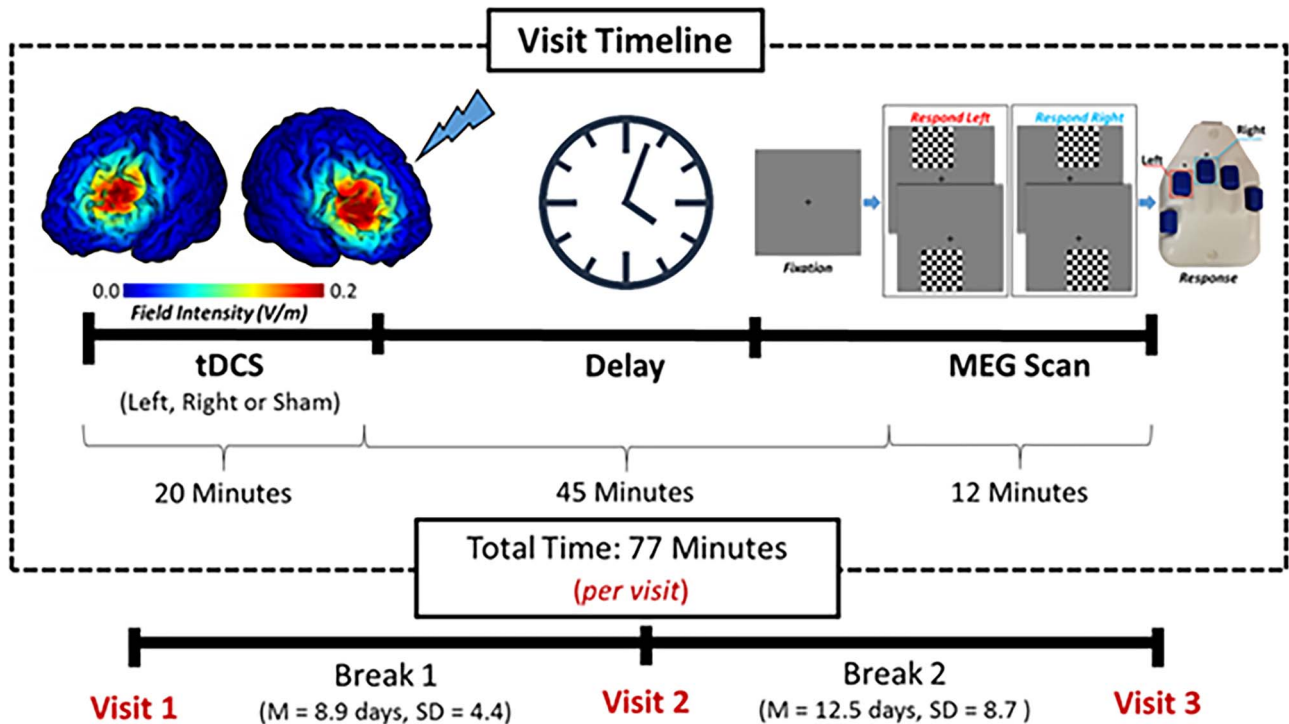 Visit Timeline
Respond Left
Respond Right
Right
Left
Fixation
Response
0.0
0.2
Field Intensity (V/m)
tDCS
(Left, Right or Sham)
Delay
MEG Scan
20 Minutes
45 Minutes
12 Minutes
Total Time: 77 Minutes
(per visit)
Break 1
Break 2
Visit 1
(M = 8.9 days, SD = 4.4)
Visit 2
(M = 12.5 days, SD = 8.7 )
Visit 3